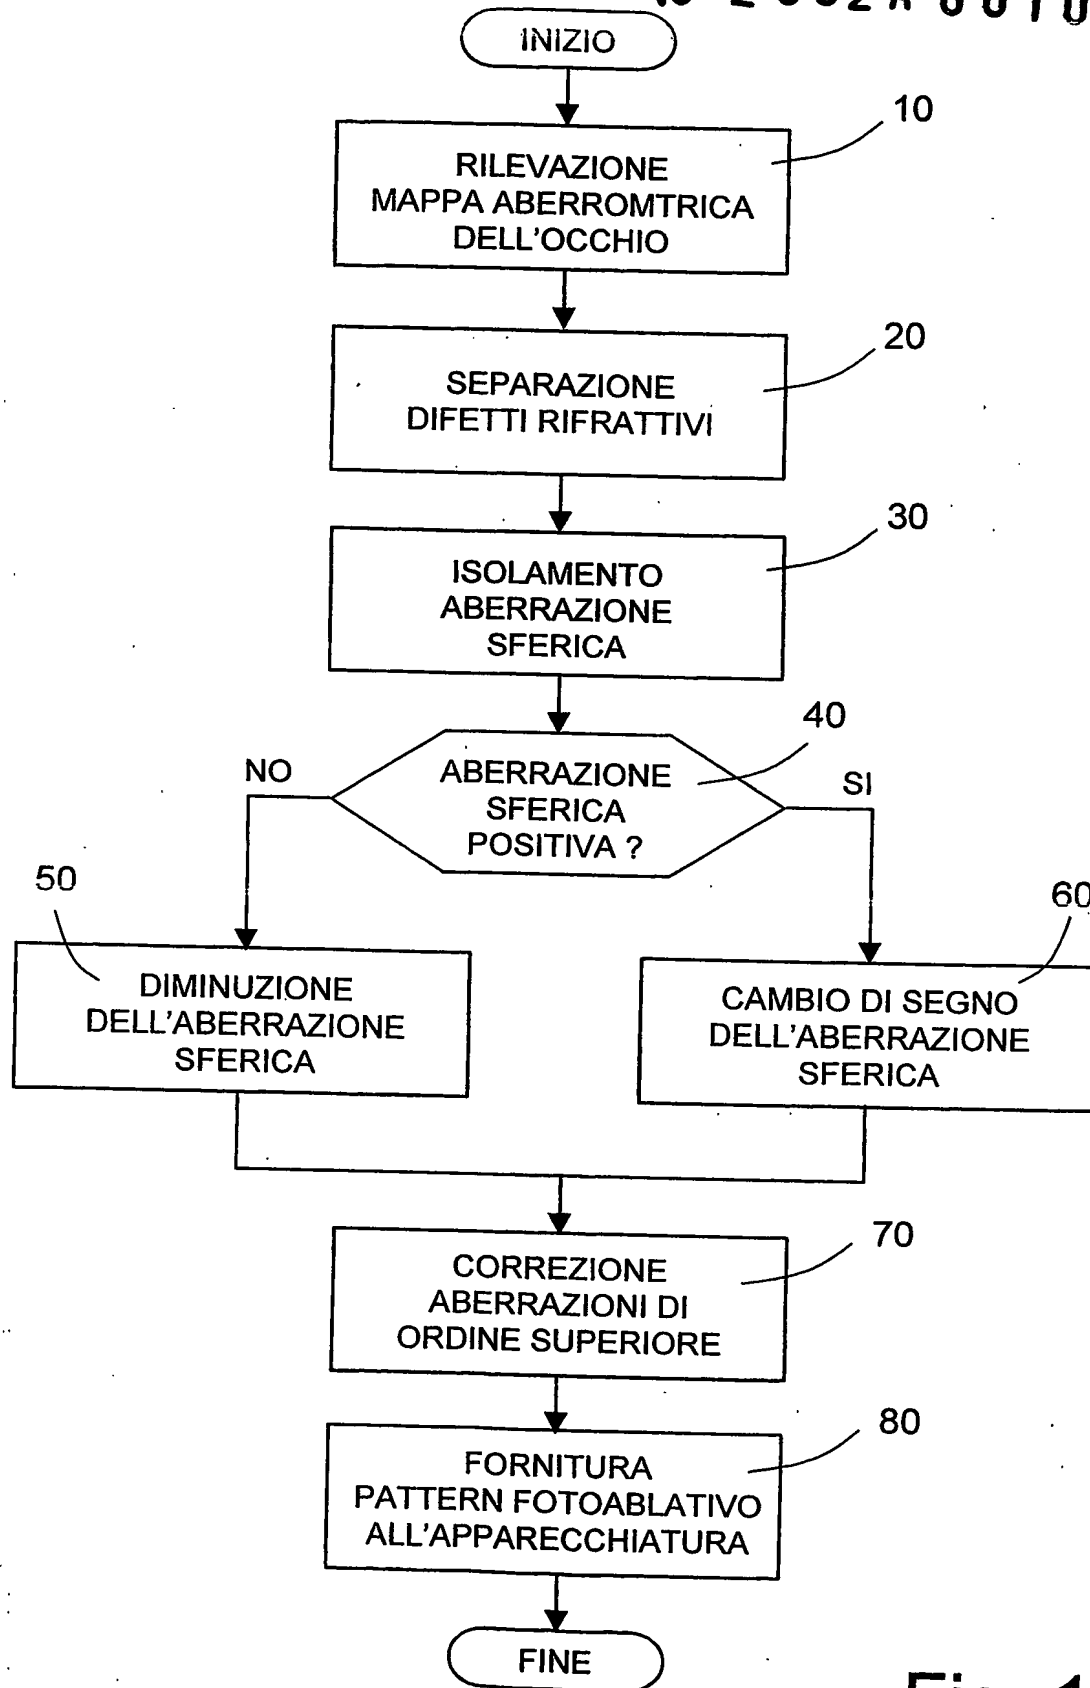 INIZIO
10
RILEVAZIONE
MAPPA ABERROMTRICA
DELL'OCCHIO
20
SEPARAZIONE
DIFETTI RIFRATTIVI
30
ISOLAMENTO
ABERRAZIONE
SFERICA
40
NO
ABERRAZIONE
SFERICA
POSITIVA ?
SI
50
60
DIMINUZIONE
DELL'ABERRAZIONE
SFERICA
CAMBIO DI SEGNO
DELL'ABERRAZIONE
SFERICA
70
CORREZIONE
ABERRAZIONI DI
ORDINE SUPERIORE
80
FORNITURA
PATTERN FOTOABLATIVO
ALL'APPARECCHIATURA
FINE